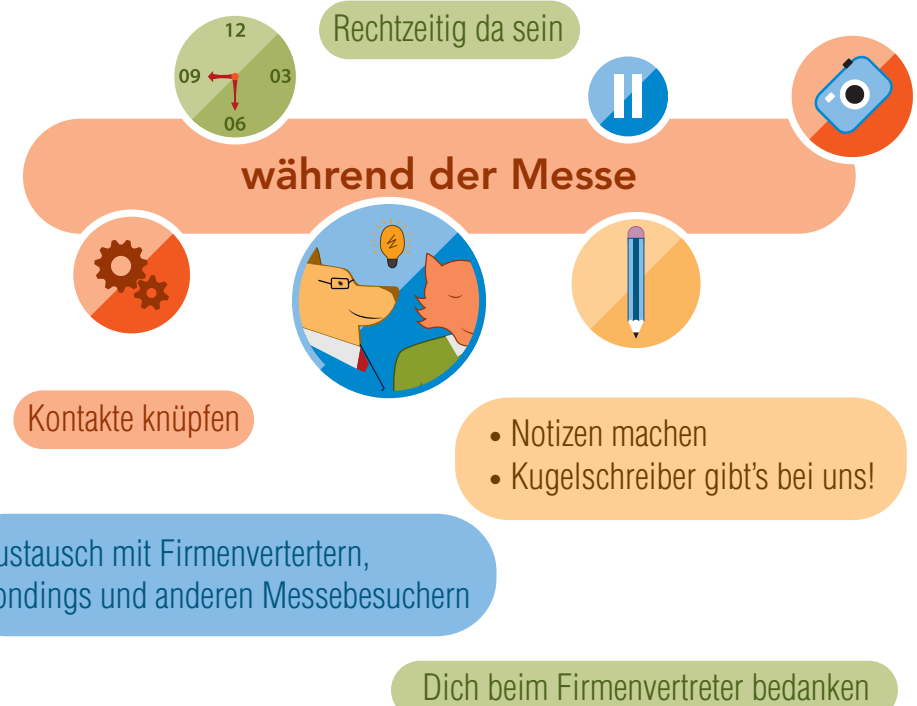 Rechtzeitig da sein
12
09 03
06
während der Messe
Kontakte knüpfen
• Notizen machen
• Kugelschreiber gibt's bei uns!
ustausch mit Firmenvertertern,
ondings und anderen Messebesuchern
Dich beim Firmenvertreter bedanken